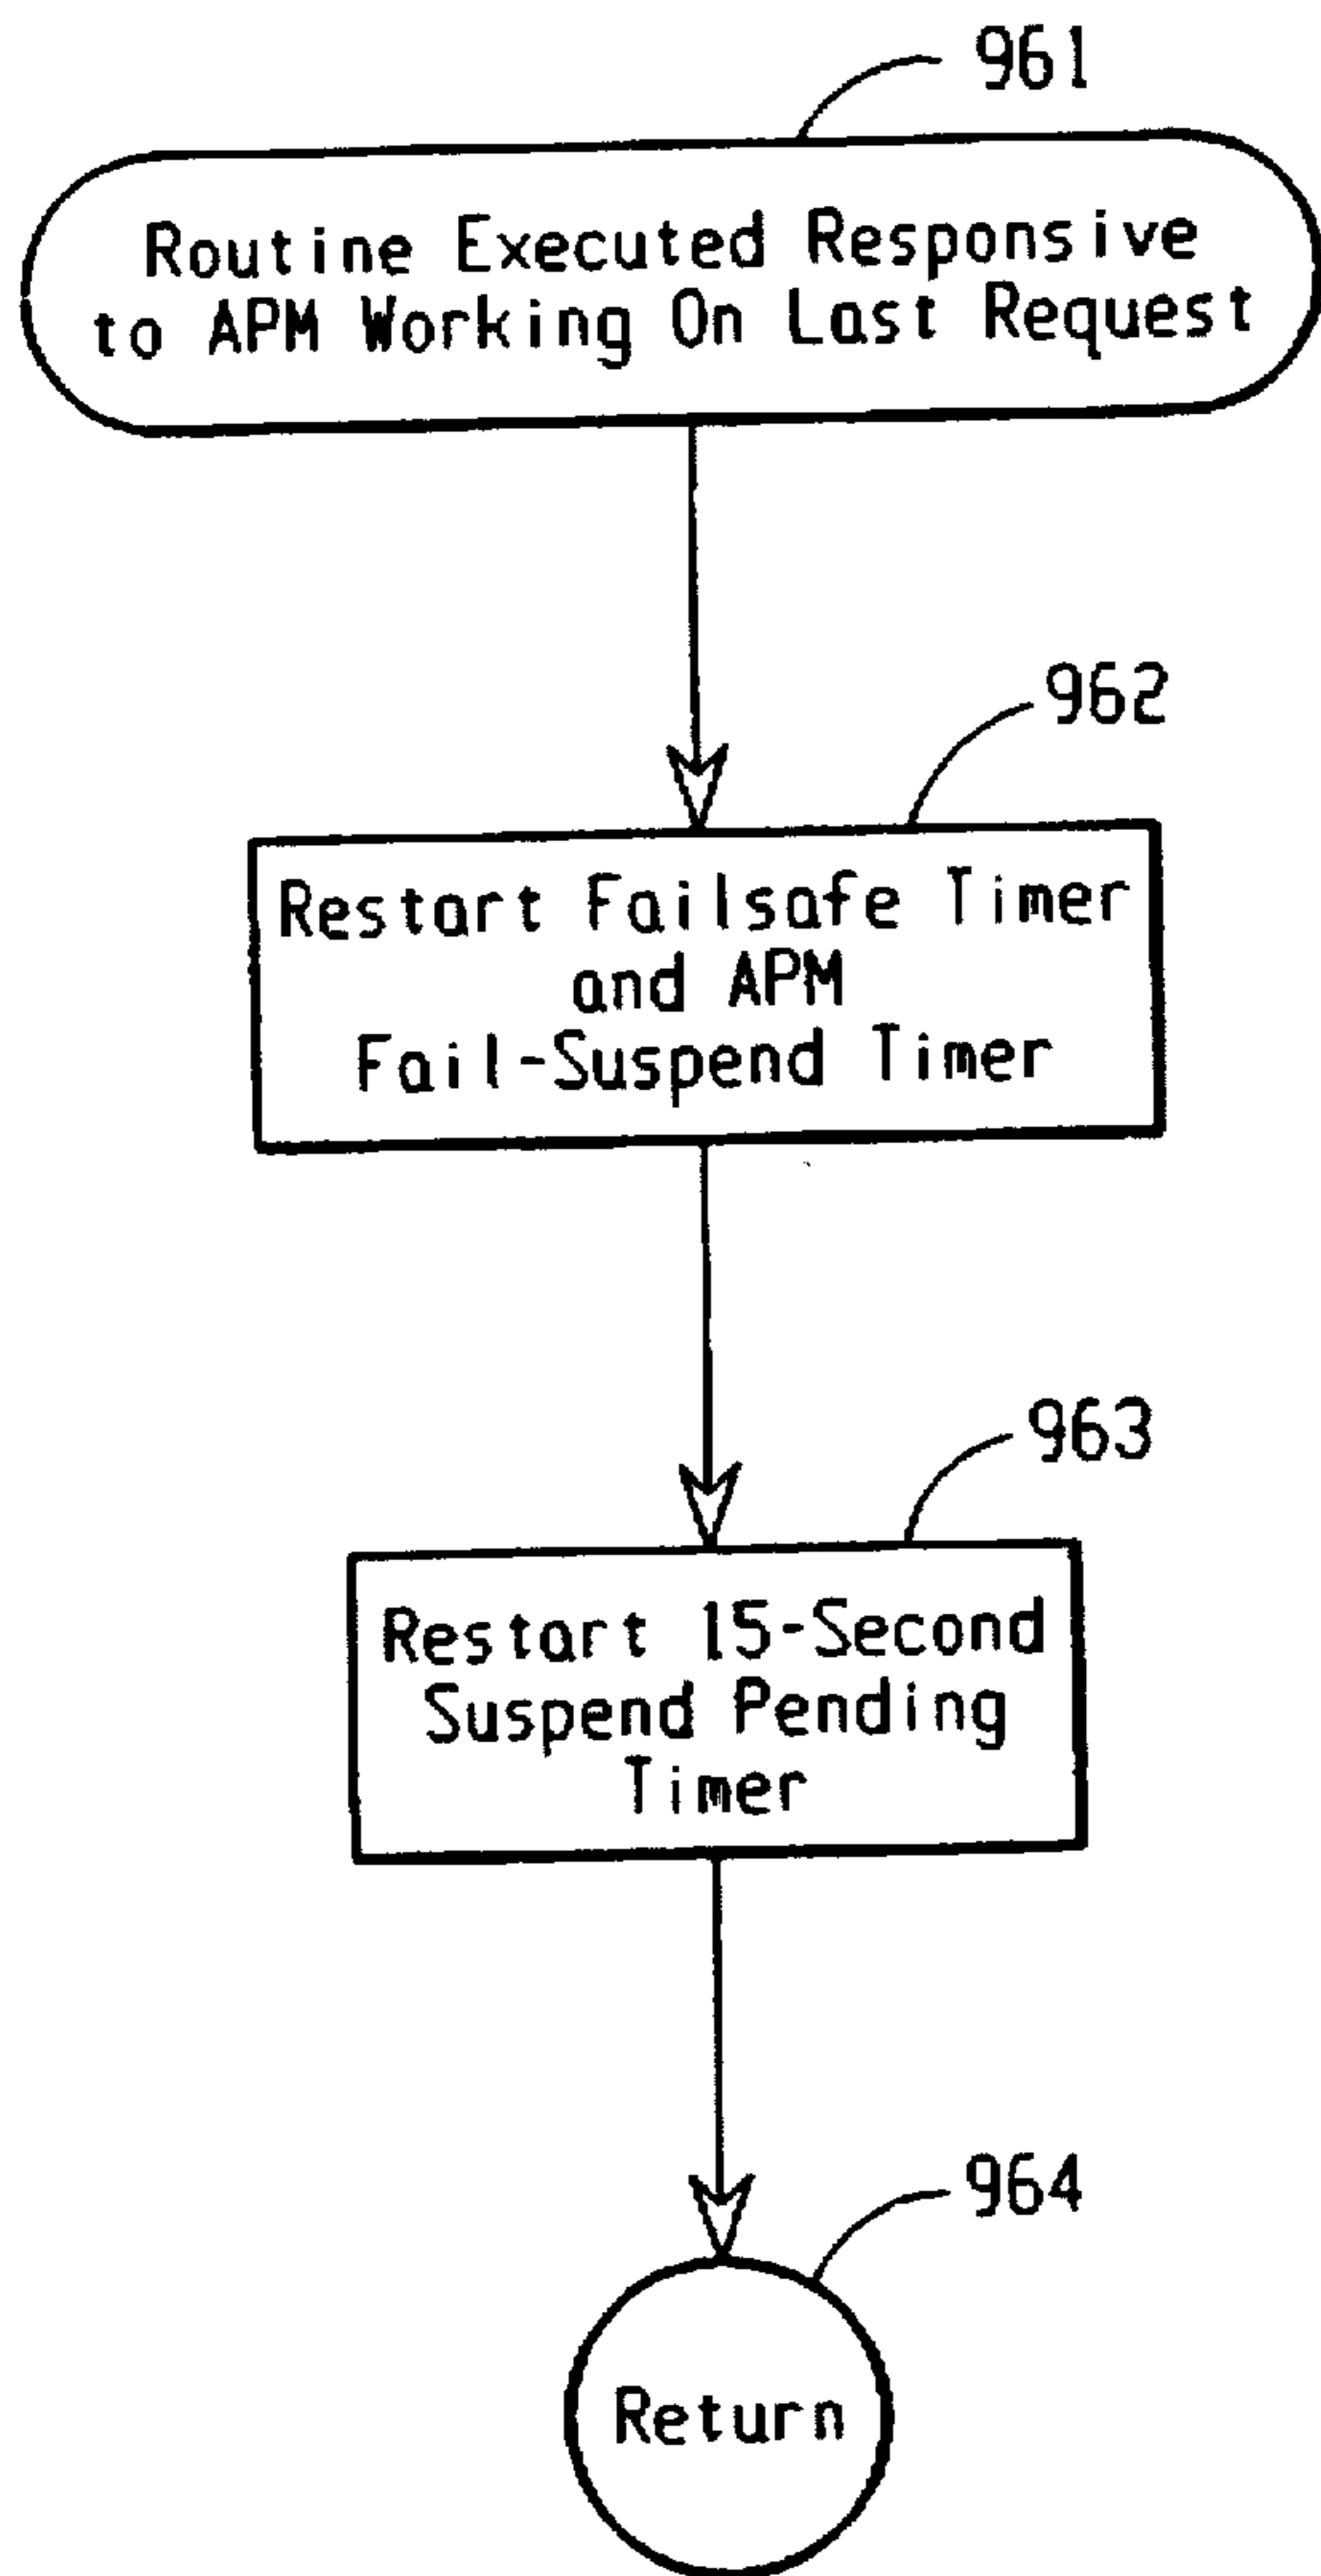 961
Routine Executed Responsive
to APM Working On Last Request
962
Restart Failsafe Timer
and APM
Fail-Suspend Timer
963
Restart 15-Second
Suspend Pending
Timer
964
Return